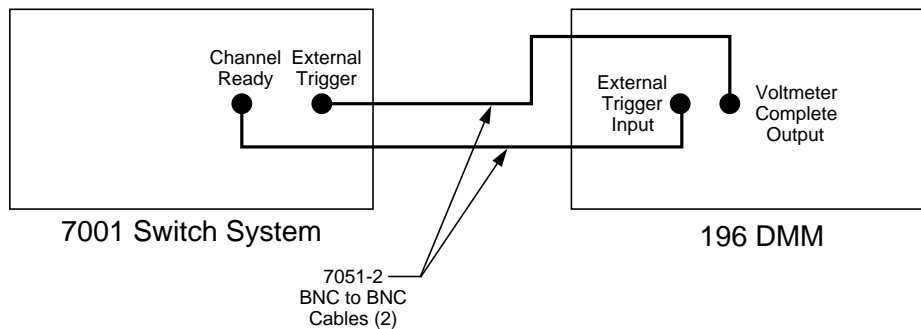 Channel
Ready
External
Trigger
External
Trigger
Input
Voltmeter
Complete
Output
7001 Switch System
196 DMM
7051-2
BNC to BNC
Cables (2)